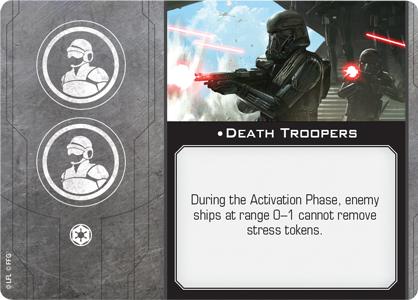 • DEATH TROOPERS
During the Activation Phase, enemy
ships at range 0–1 cannot remove
stress tokens.
© LFL © FFG